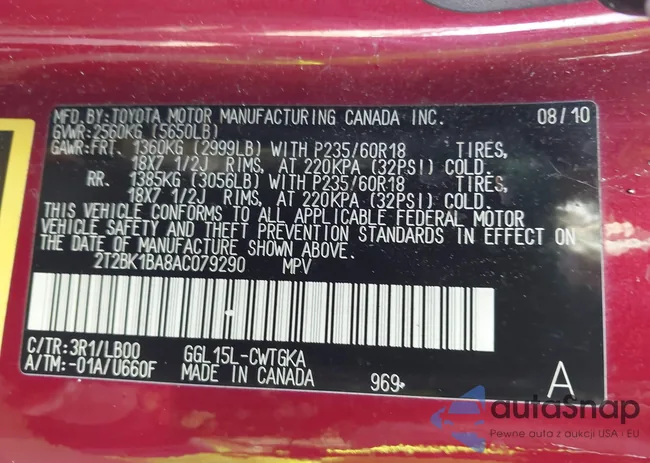 MFD.BY:TOYOTA MOTOR MANUFACTURING CANADA INC. 08/10
GVWR:2560KG (5650LB)
GAWR:FRT. 1360KG (2999LB) WITH P235/60R18 TIRES,
18X7 1/2J RIMS, AT 220KPA (32PSI) COLD.
RR. 1385KG (3056LB) WITH P235/60R18 TIRES,
18X7 1/2J RIMS, AT 220KPA (32PSI) COLD.
THIS VEHICLE CONFORMS TO ALL APPLICABLE FEDERAL MOTOR
VEHICLE SAFETY AND THEFT PREVENTION STANDARDS IN EFFECT ON
THE DATE OF MANUFACTURE SHOWN ABOVE.
2T2BK1BA8AC079290 MPV
C/TR:3R1/LB00 GGL15L-CWTGKA
A/TM:-01A/U660F MADE IN CANADA 969 A
autaSnap
Pewne auta z aukcji USA - EU